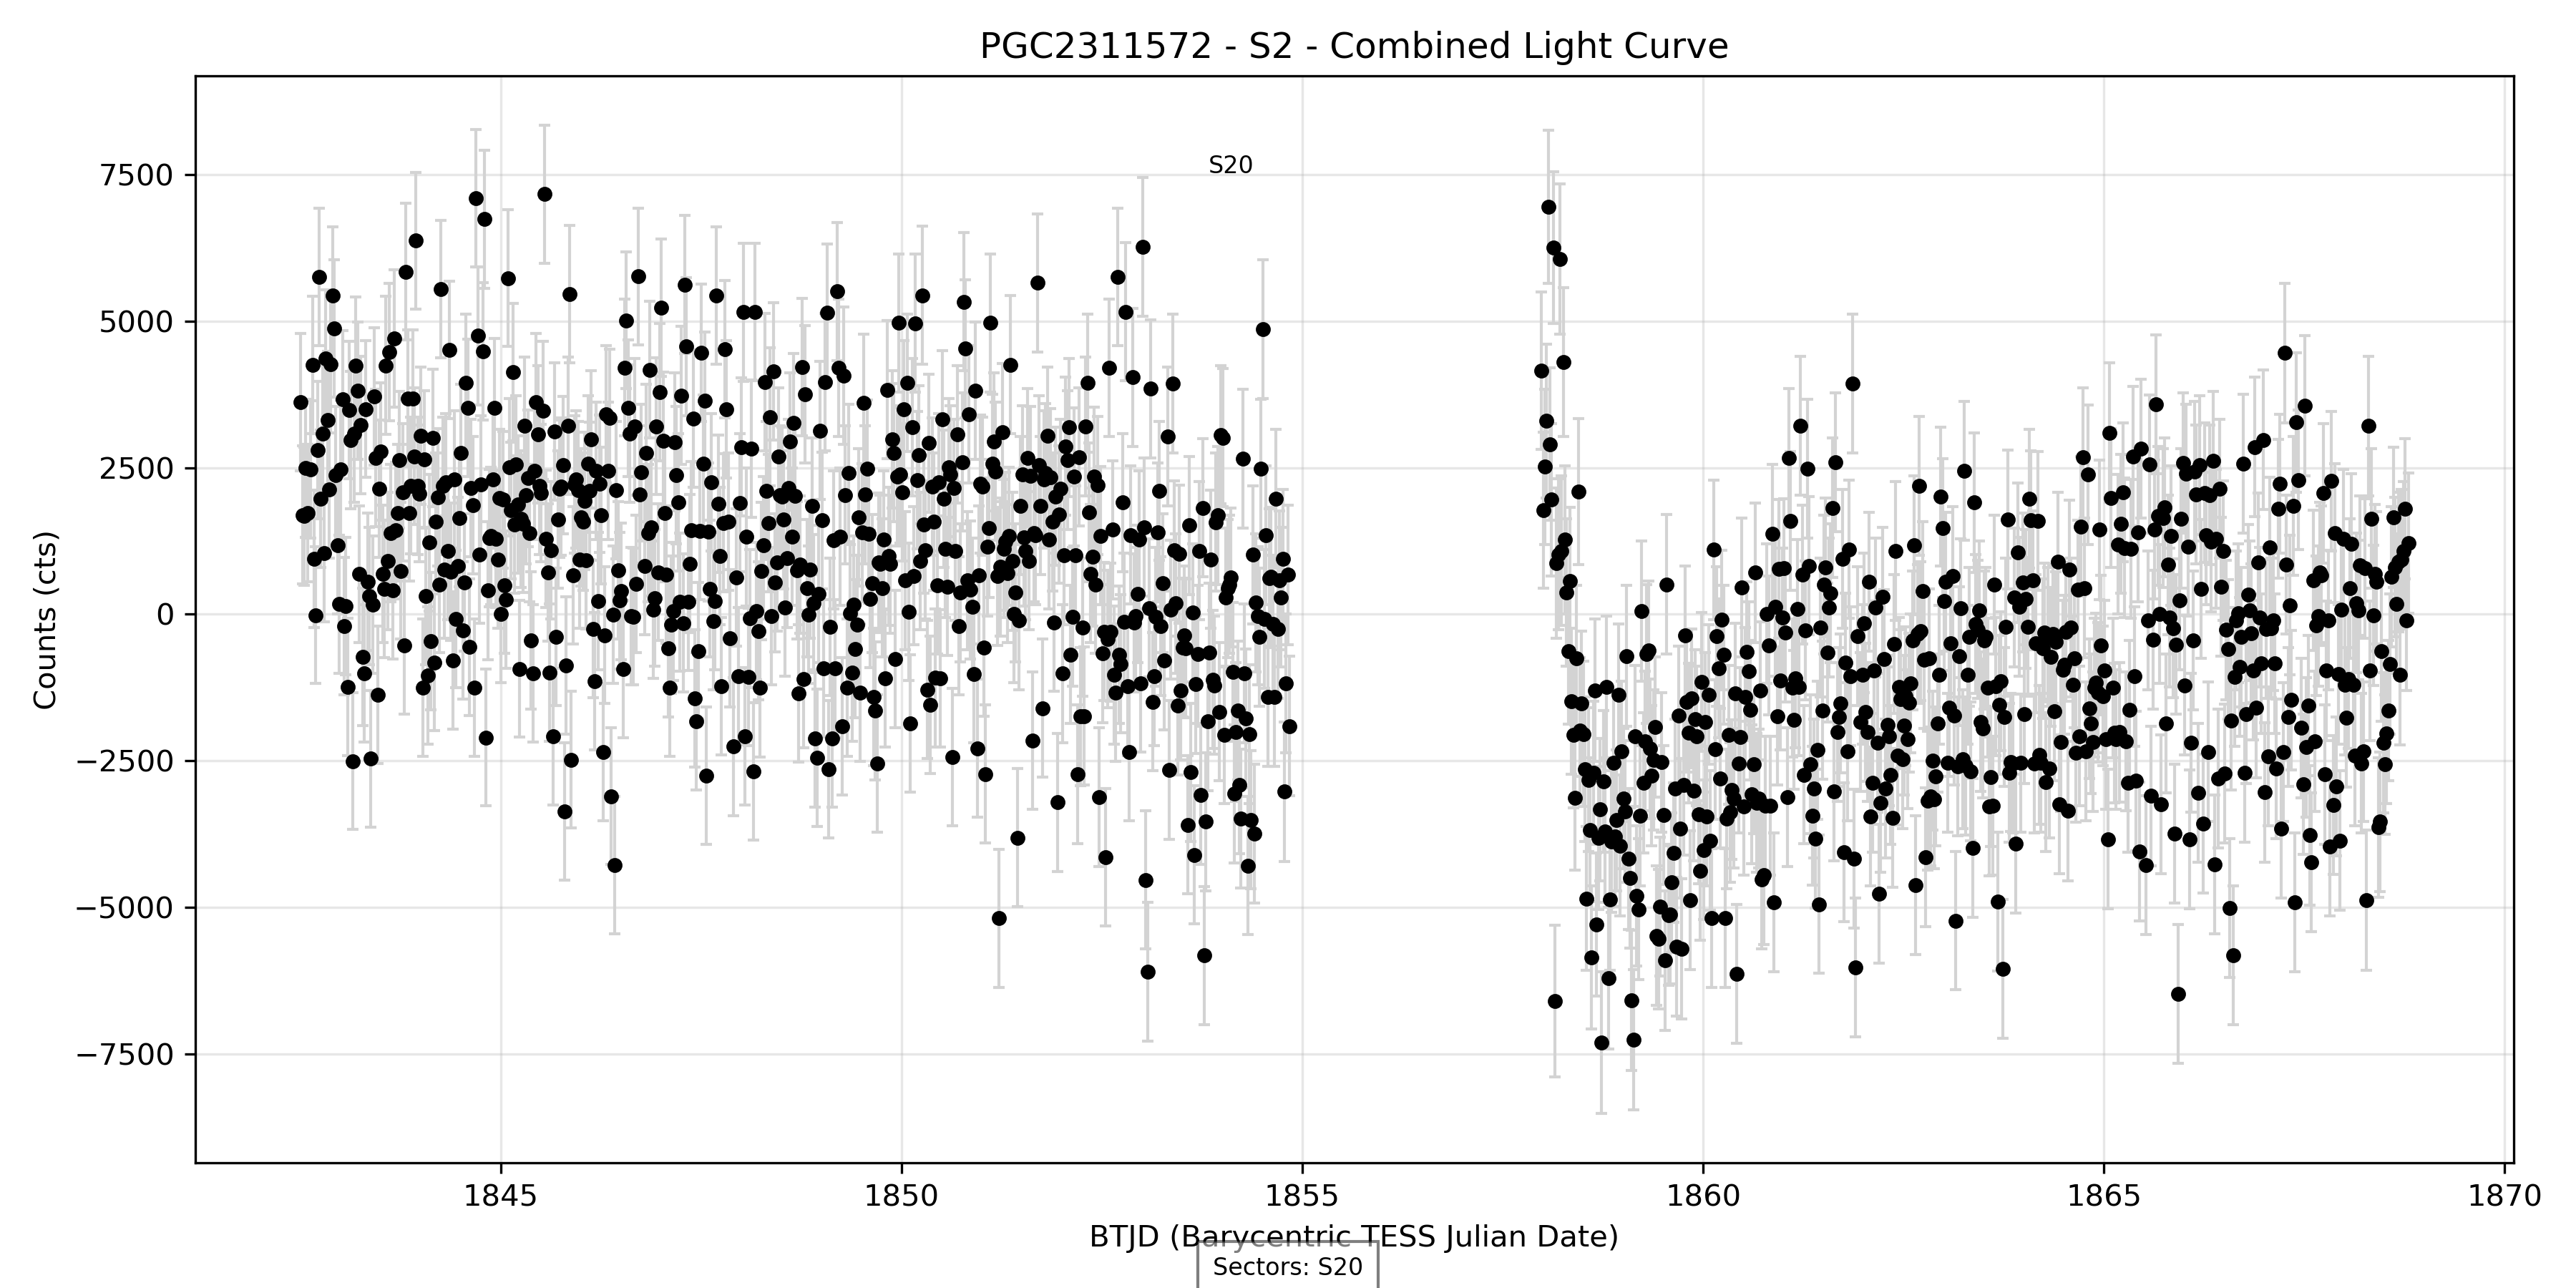 PGC2311572 - S2 - Combined Light Curve
S20
Counts (cts)
7500
5000
2500
0
−2500
−5000
−7500
1845
1850
1855
1860
1865
1870
BTJD (Barycentric TESS Julian Date)
Sectors: S20